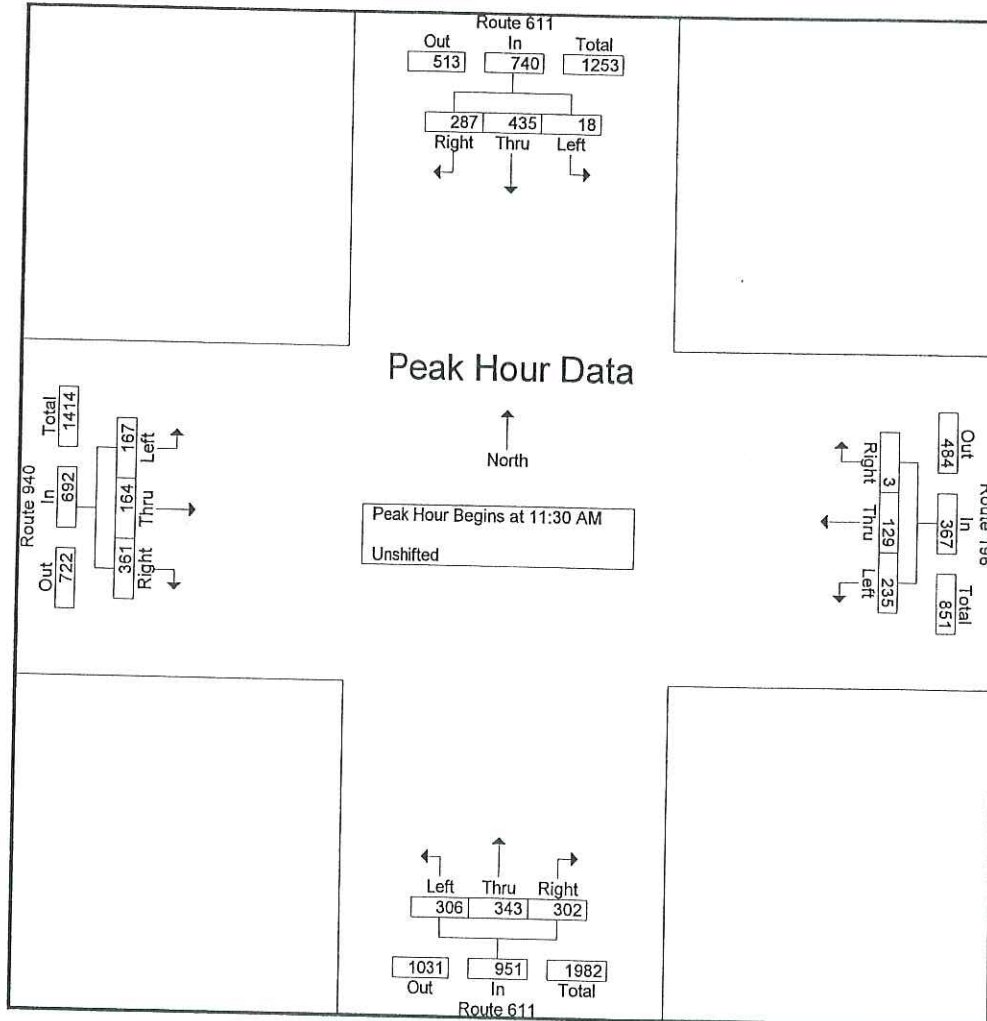 Route 611
Out In Total
513 740 1253
287 435 18
Right Thru Left
Peak Hour Data
North
Peak Hour Begins at 11:30 AM
Unshifted
Route 940
Total In Out
1414 692 722
167 164 361
Left Thru Right
Right Thru Left
3 129 235
484 367 851
Out In Total
Route 196
Left Thru Right
306 343 302
1031 951 1982
Out In Total
Route 611